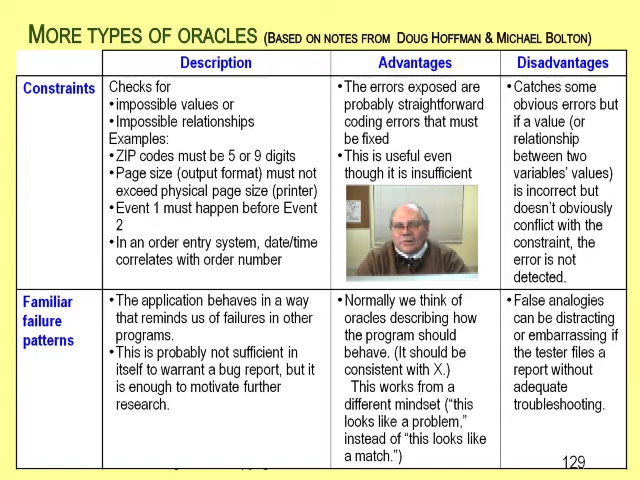 MORE TYPES OF ORACLES (BASED ON NOTES FROM DOUG HOFFMAN & MICHAEL BOLTON)
Description
Advantages
Disadvantages
Constraints
Checks for
•impossible values or
•Impossible relationships
Examples:
•ZIP codes must be 5 or 9 digits
•Page size (output format) must not
exceed physical page size (printer)
•Event 1 must happen before Event
2
•In an order entry system, date/time
correlates with order number
•The errors exposed are
probably straightforward
coding errors that must
be fixed
•This is useful even
though it is insufficient
•Catches some
obvious errors but
if a value (or
relationship
between two
variables' values)
is incorrect but
doesn't obviously
conflict with the
constraint, the
error is not
detected.
Familiar
failure
patterns
•The application behaves in a way
that reminds us of failures in other
programs.
•This is probably not sufficient in
itself to warrant a bug report, but it
is enough to motivate further
research.
•Normally we think of
oracles describing how
the program should
behave. (It should be
consistent with X.)
This works from a
different mindset ("this
looks like a problem,"
instead of "this looks like
a match.")
•False analogies
can be distracting
or embarrassing if
the tester files a
report without
adequate
troubleshooting.
129